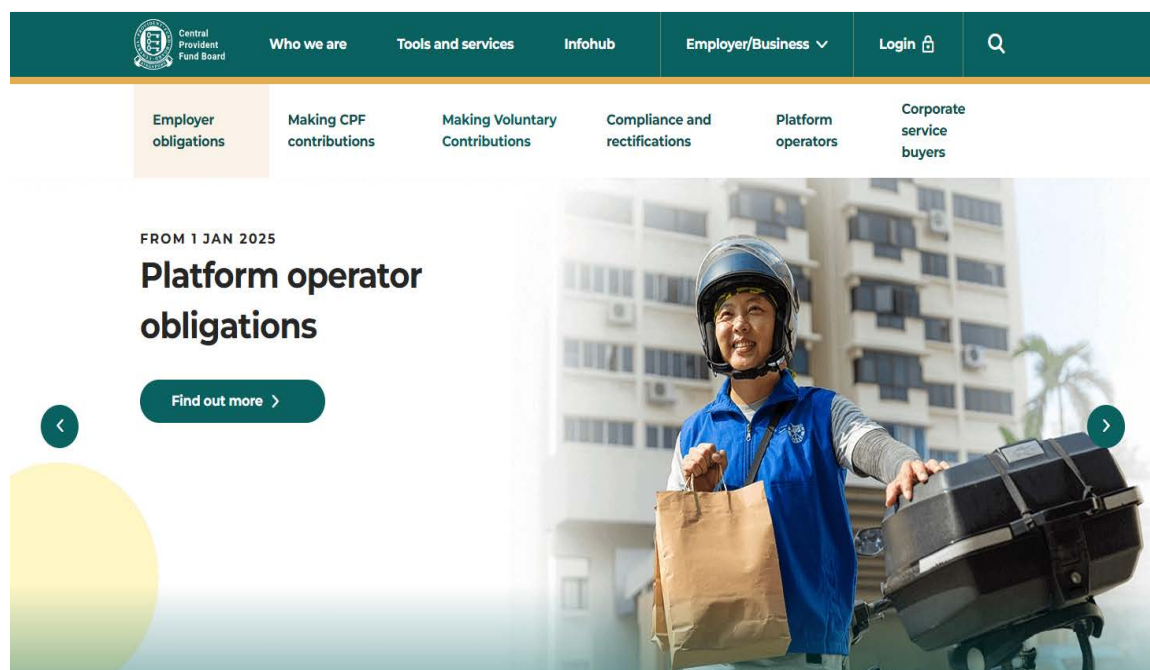 Central
Provident
Fund Board
Who we are
Tools and services
Infohub
Employer/Business
Login
Employer
obligations
Making CPF
contributions
Making Voluntary
Contributions
Compliance and
rectifications
Platform
operators
Corporate
service
buyers
FROM 1 JAN 2025
Platform operator
obligations
Find out more